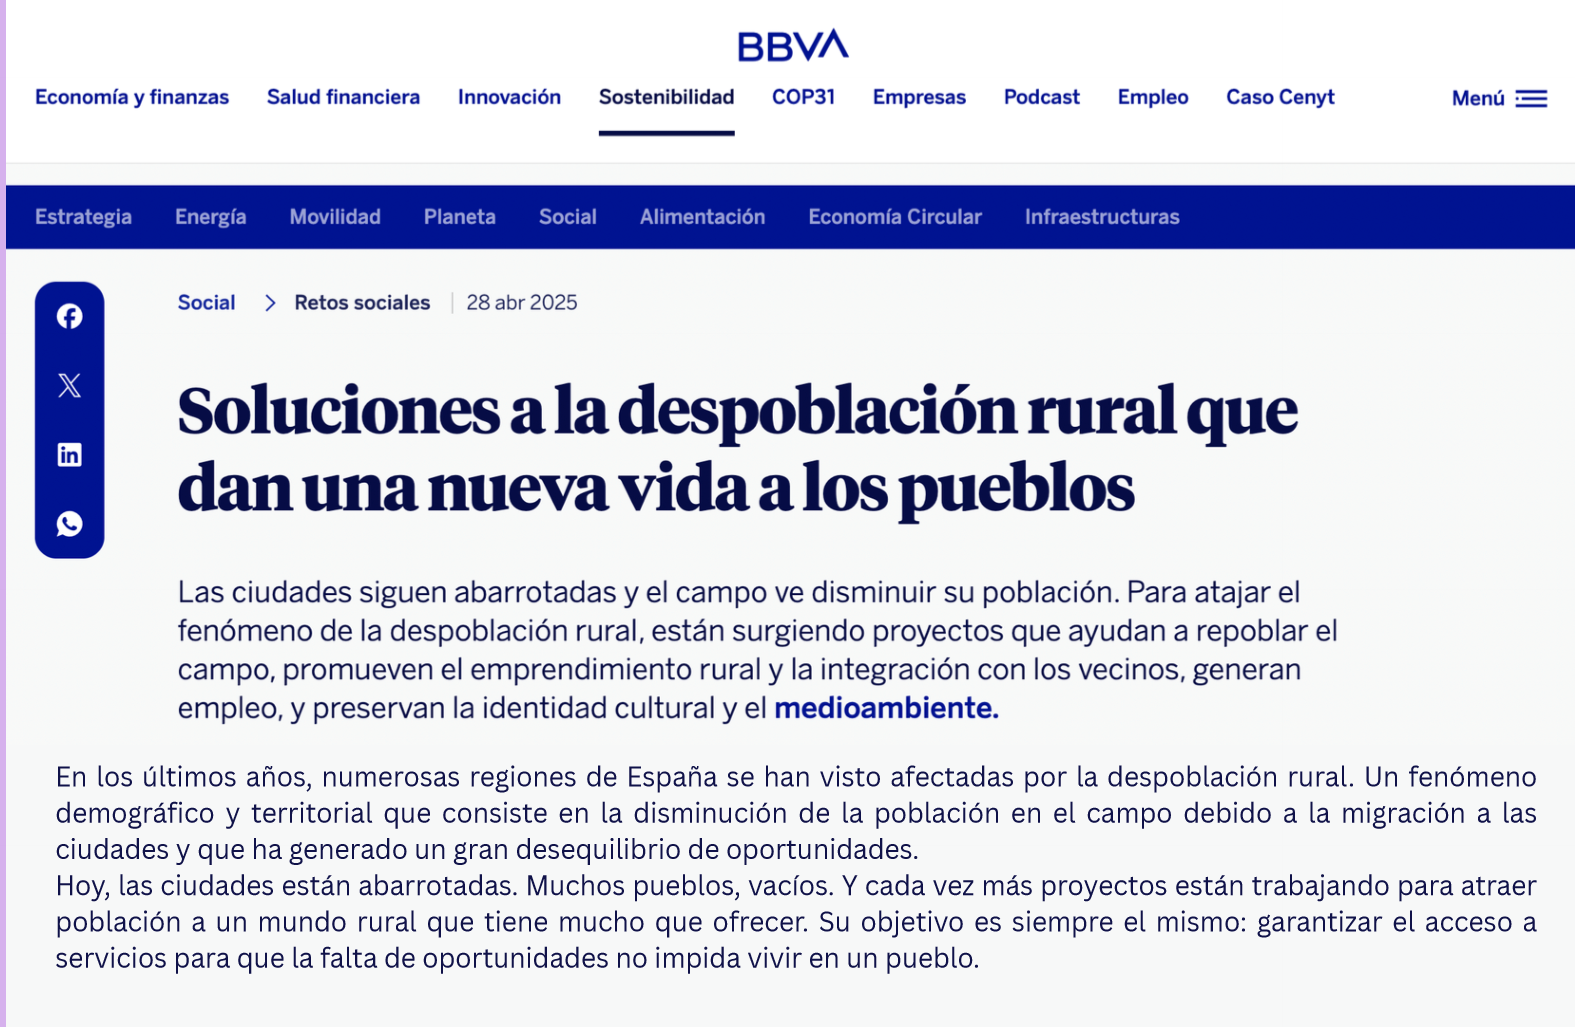 BBVA
Economía y finanzas Salud financiera Innovación Sostenibilidad COP31 Empresas Podcast Empleo Caso Cenyt Menú
Estrategia Energía Movilidad Planeta Social Alimentación Economía Circular Infraestructuras
Social > Retos sociales | 28 abr 2025
Soluciones a la despoblación rural que
dan una nueva vida a los pueblos
Las ciudades siguen abarrotadas y el campo ve disminuir su población. Para atajar el
fenómeno de la despoblación rural, están surgiendo proyectos que ayudan a repoblar el
campo, promueven el emprendimiento rural y la integración con los vecinos, generan
empleo, y preservan la identidad cultural y el medioambiente.
En los últimos años, numerosas regiones de España se han visto afectadas por la despoblación rural. Un fenómeno
demográfico y territorial que consiste en la disminución de la población en el campo debido a la migración a las
ciudades y que ha generado un gran desequilibrio de oportunidades.
Hoy, las ciudades están abarrotadas. Muchos pueblos, vacíos. Y cada vez más proyectos están trabajando para atraer
población a un mundo rural que tiene mucho que ofrecer. Su objetivo es siempre el mismo: garantizar el acceso a
servicios para que la falta de oportunidades no impida vivir en un pueblo.